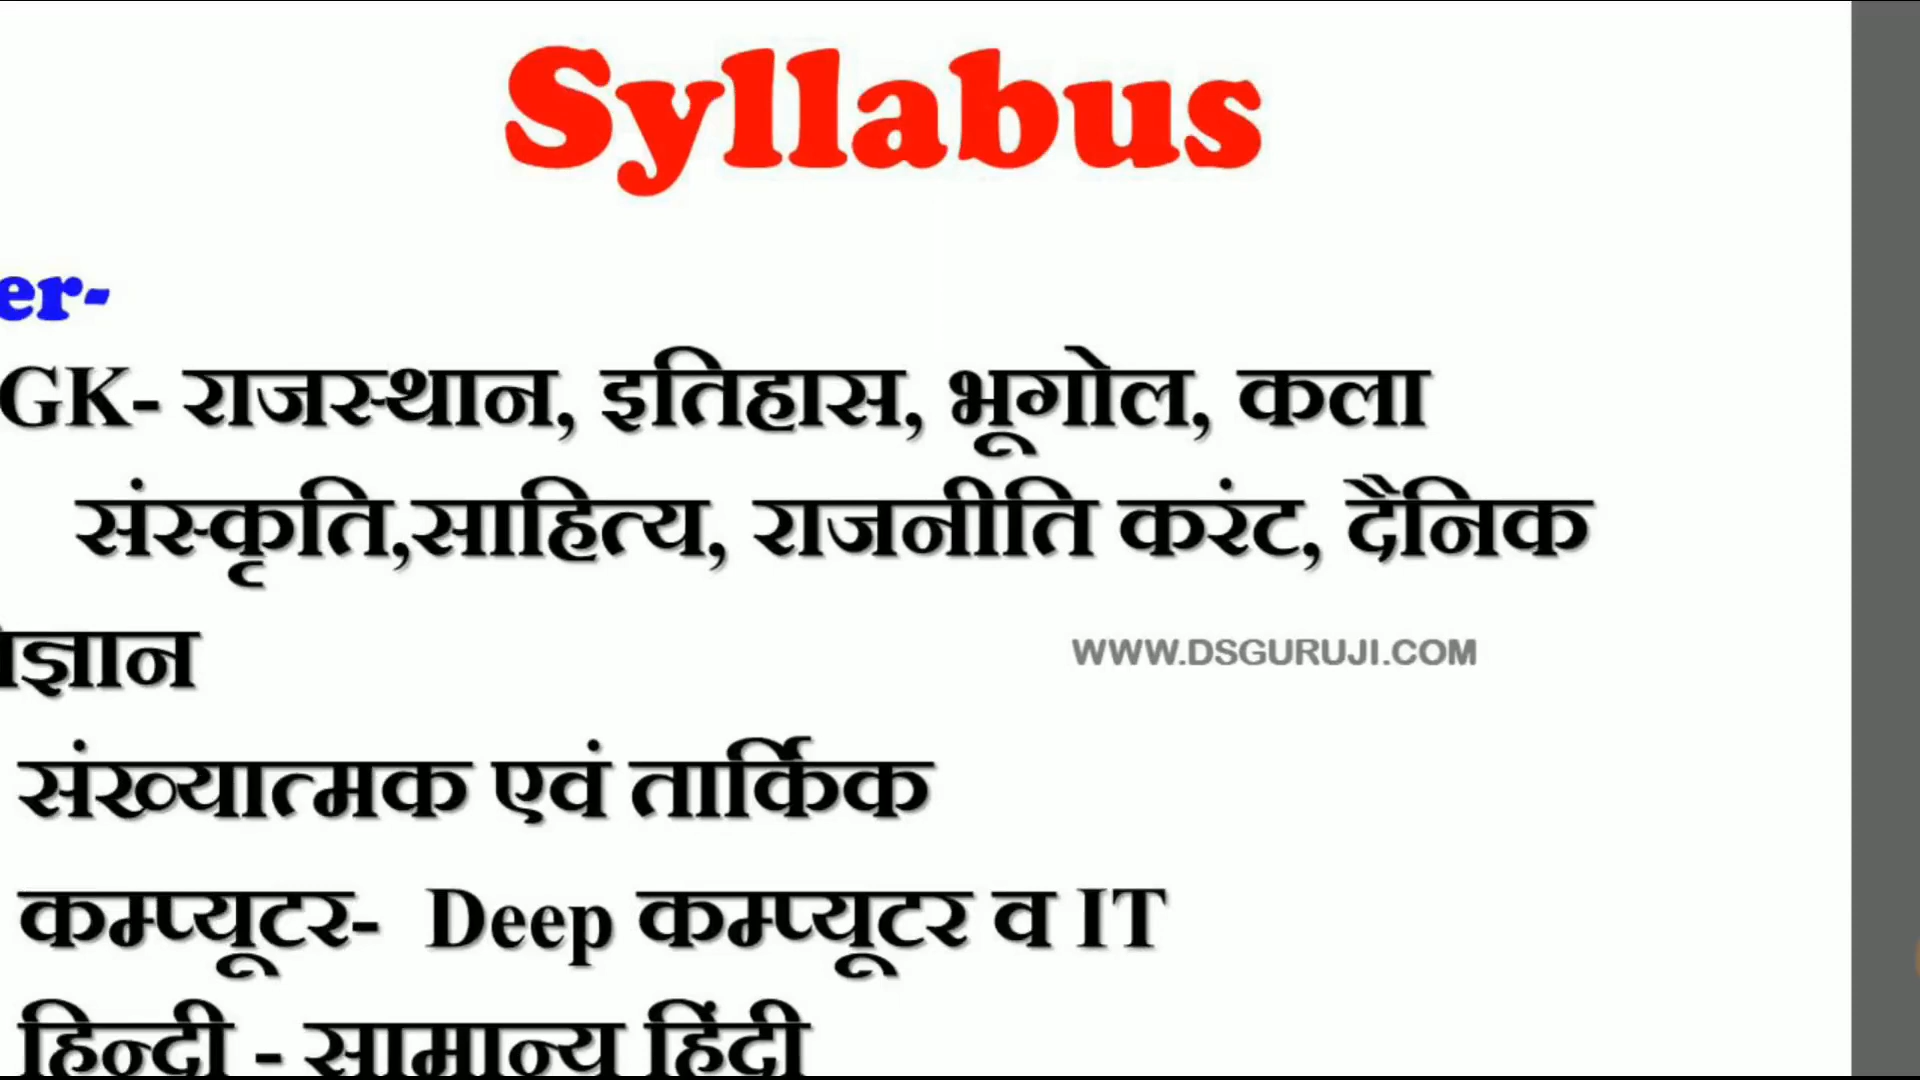 Syllabus
er-
GK- राजस्थान, इतिहास, भूगोल, कला
संस्कृति,साहित्य, राजनीति करंट, दैनिक
ज्ञान
WWW.DSGURUJI.COM
संख्यात्मक एवं तार्किक
कम्प्यूटर- Deep कम्प्यूटर व IT
हिन्दी - सामान्य हिंदी